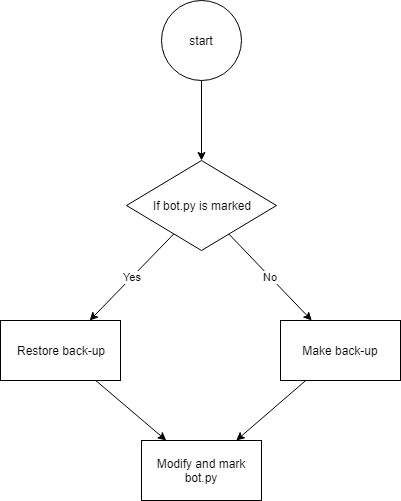 start
If bot.py is marked
Yes
No
Restore back-up
Make back-up
Modify and mark
bot.py